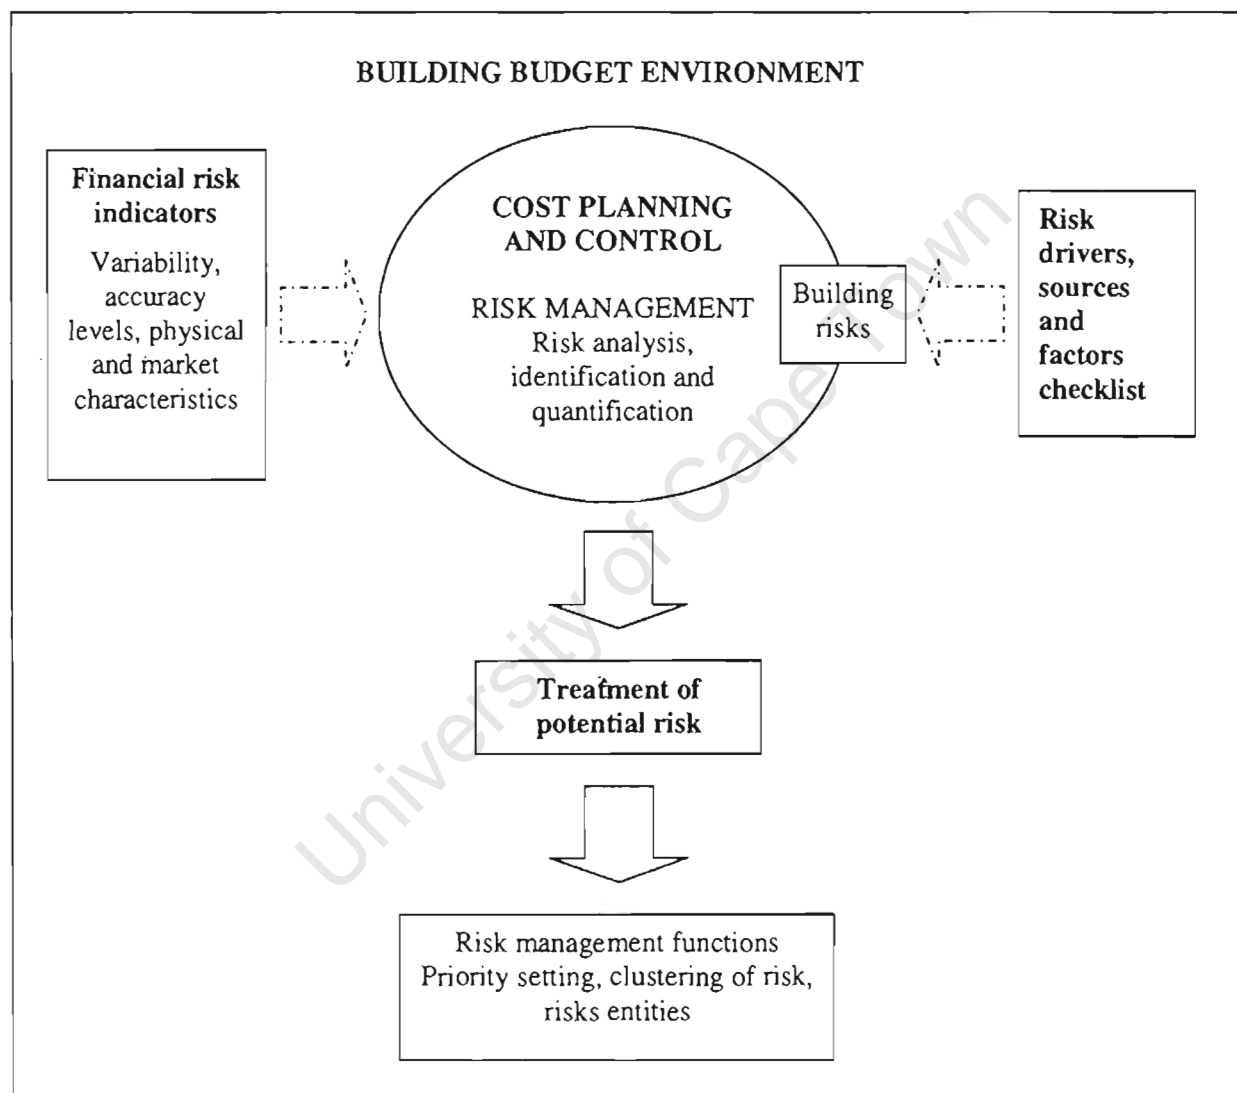 BUILDING BUDGET ENVIRONMENT
Financial risk
indicators
Variability,
accuracy
levels, physical
and market
characteristics
COST PLANNING
AND CONTROL
RISK MANAGEMENT
Risk analysis,
identification and
quantification
Building
risks
Risk
drivers,
sources
and
factors
checklist
Treatment of
potential risk
Risk management functions
Priority setting, clustering of risk,
risks entities
University of Cape Town